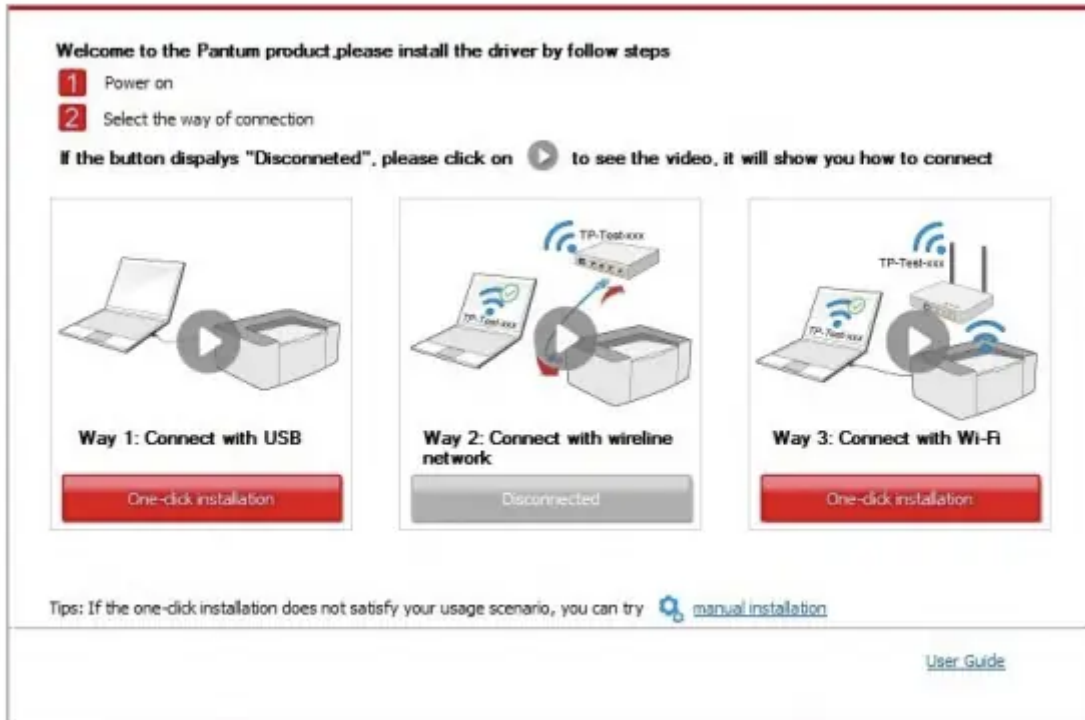 Welcome to the Pantum product,please install the driver by follow steps
1 Power on
2 Select the way of connection
If the button dispalys "Disconneted", please click on to see the video, it will show you how to connect
TP-Test-xxx
TP-Test-xxx
TP-Test-xxx
TP-Test-xxx
Way 1: Connect with USB
Way 2: Connect with wireline
network
Way 3: Connect with Wi-Fi
One-click installation
Disconnected
One-click installation
Tips: If the one-click installation does not satisfy your usage scenario, you can try manual installation
User Guide